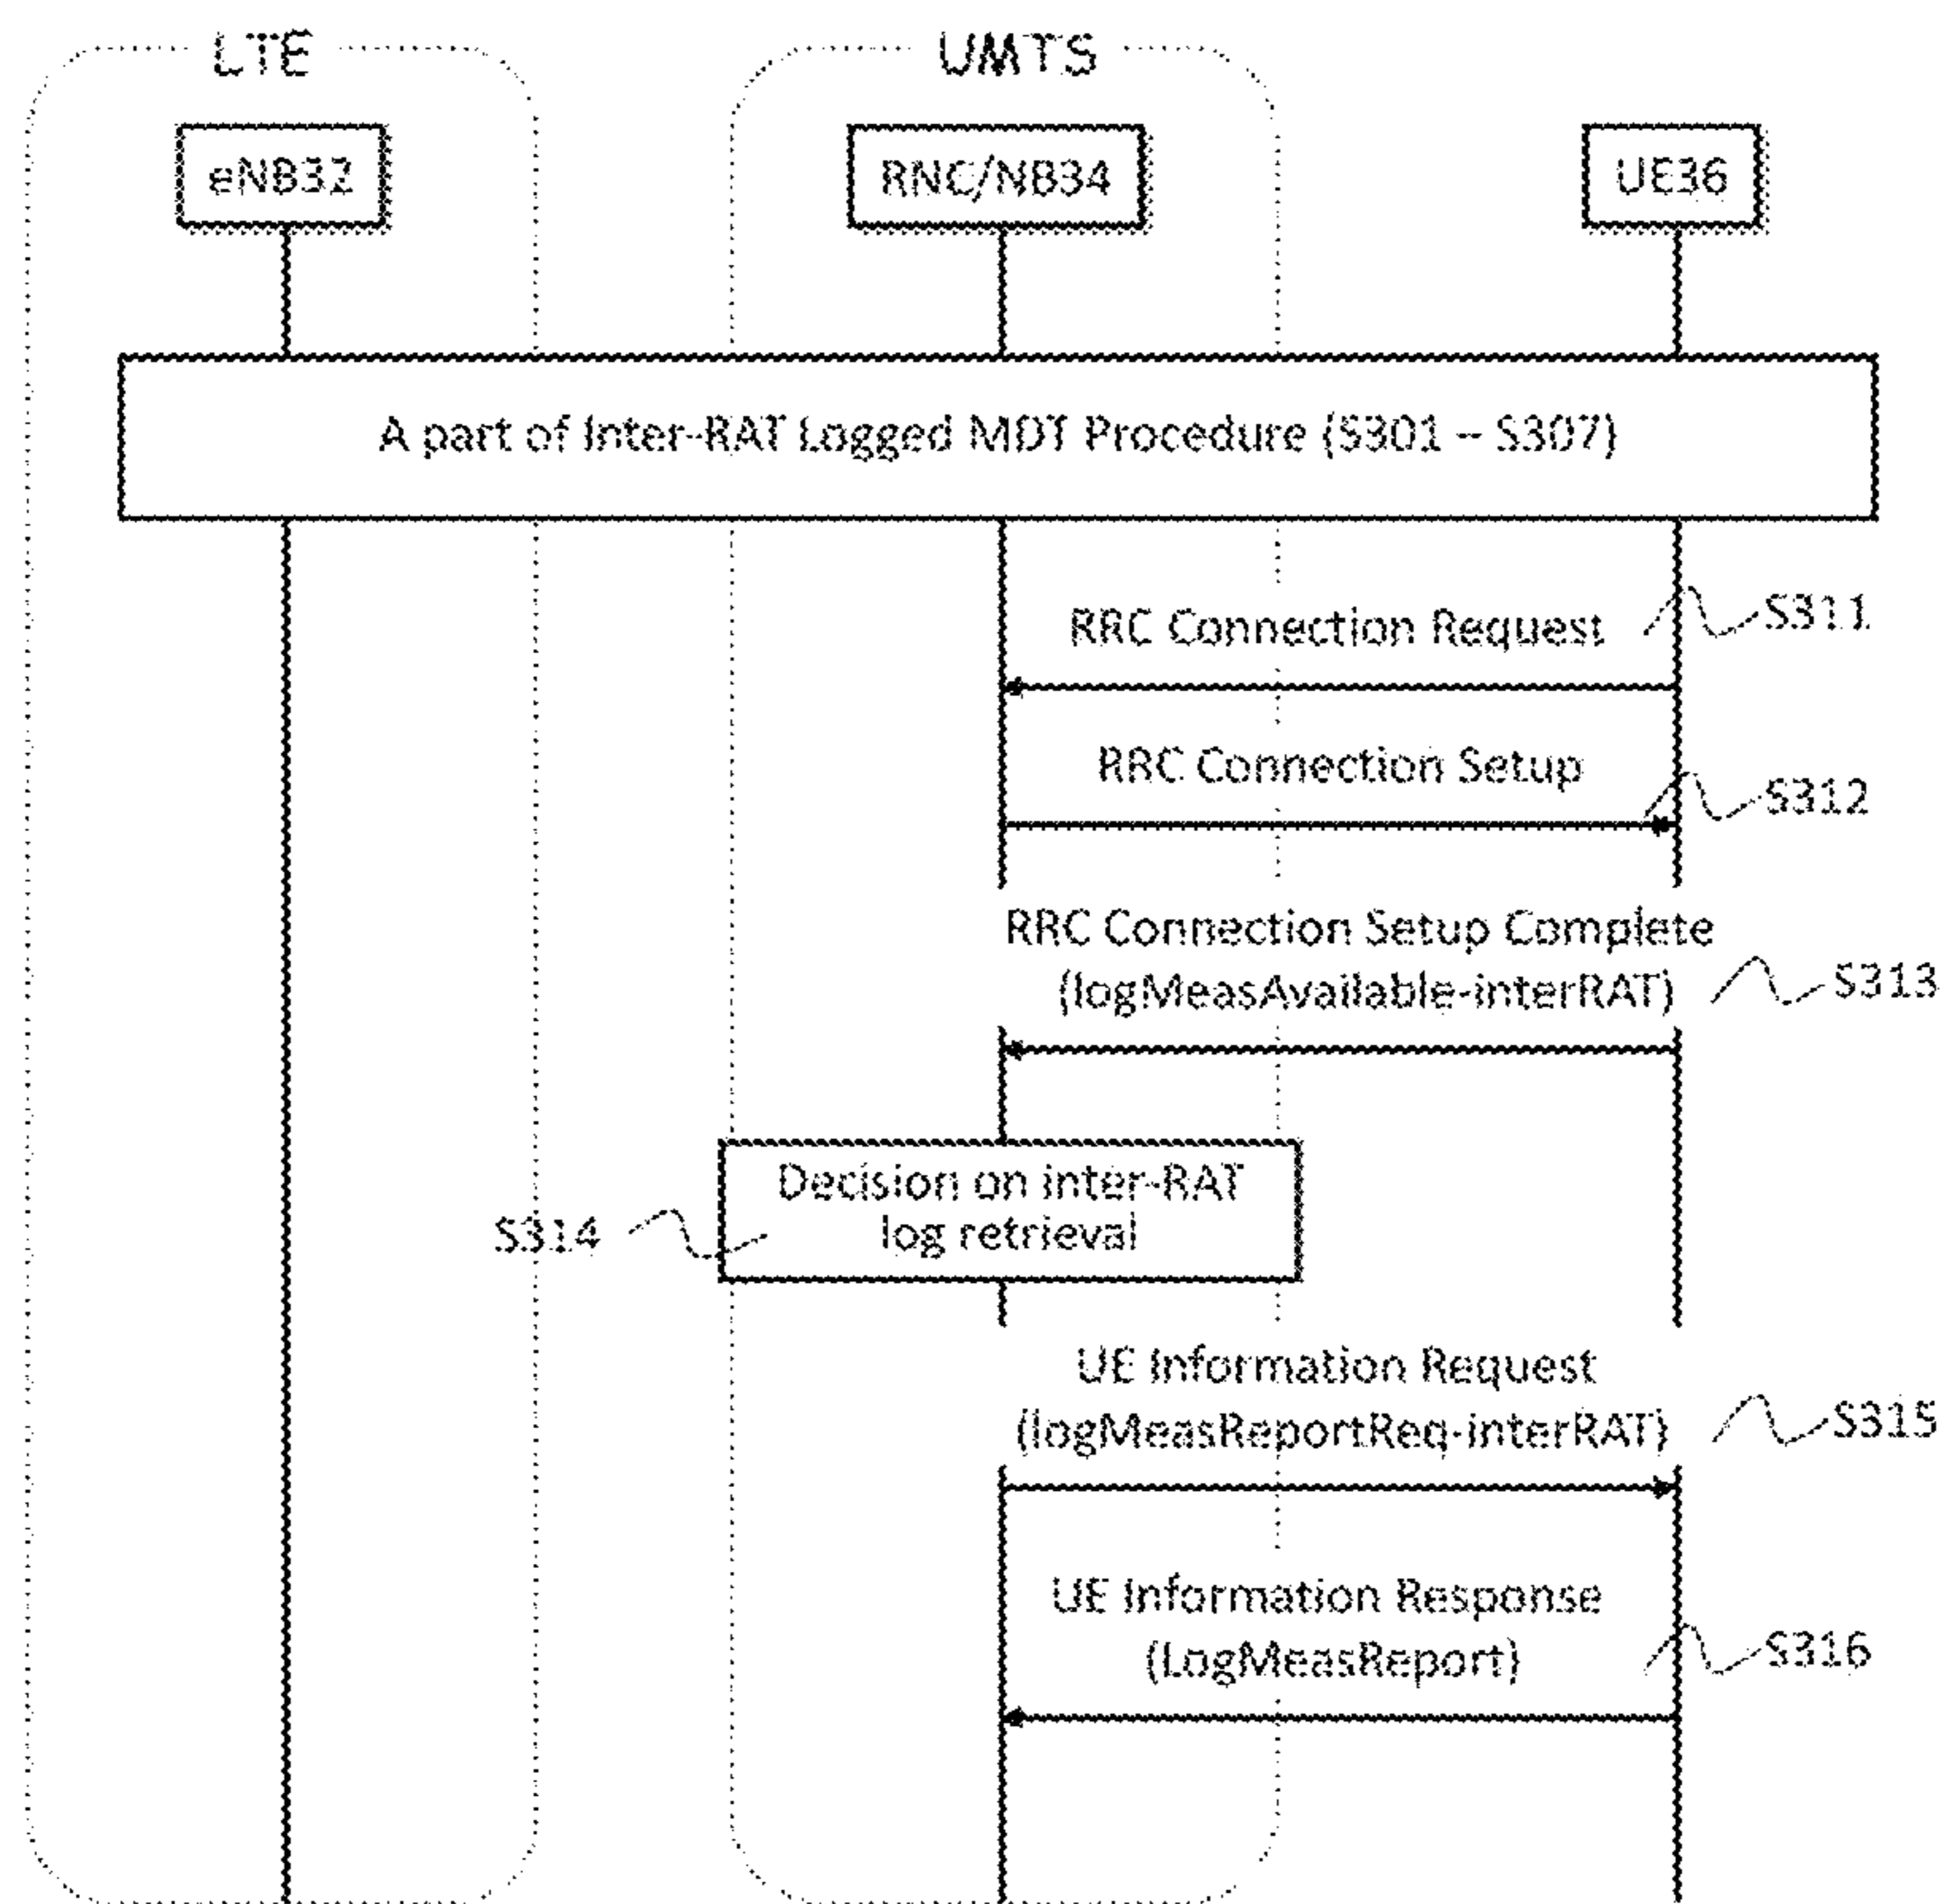 LTE
UMTS
eNB32
RNC/NB34
UE36
A part of Inter-RAT Logged MDT Procedure (S301 – S307)
RRC Connection Request
S311
RRC Connection Setup
S312
RRC Connection Setup Complete
(logMeasAvailable-interRAT)
S313
Decision on inter-RAT
log retrieval
S314
UE Information Request
(logMeasReportReq-interRAT)
S315
UE Information Response
(LogMeasReport)
S316